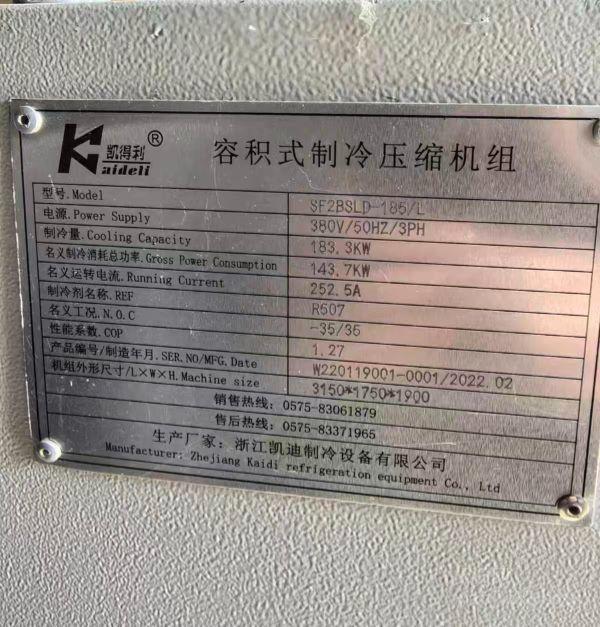 凯得利 ®
Kaideli
容积式制冷压缩机组
型号.Model SF2BSLD-185/L
电源.Power Supply 380V/50HZ/3PH
制冷量.Cooling Capacity 183.3KW
名义制冷消耗总功率.Gross Power Consumption 143.7KW
名义运转电流.Running Current 252.5A
制冷剂名称.REF R507
名义工况.N.O.C -35/35
性能系数.COP 1.27
产品编号/制造年月.SER.NO/MFG.Date W220119001-0001/2022.02
机组外形尺寸/L×W×H.Machine size 3150*1750*1900
销售热线: 0575-83061879
售后热线: 0575-83371965
生产厂家: 浙江凯迪制冷设备有限公司
Manufacturer: Zhejiang Kaidi refrigeration equipment Co., Ltd